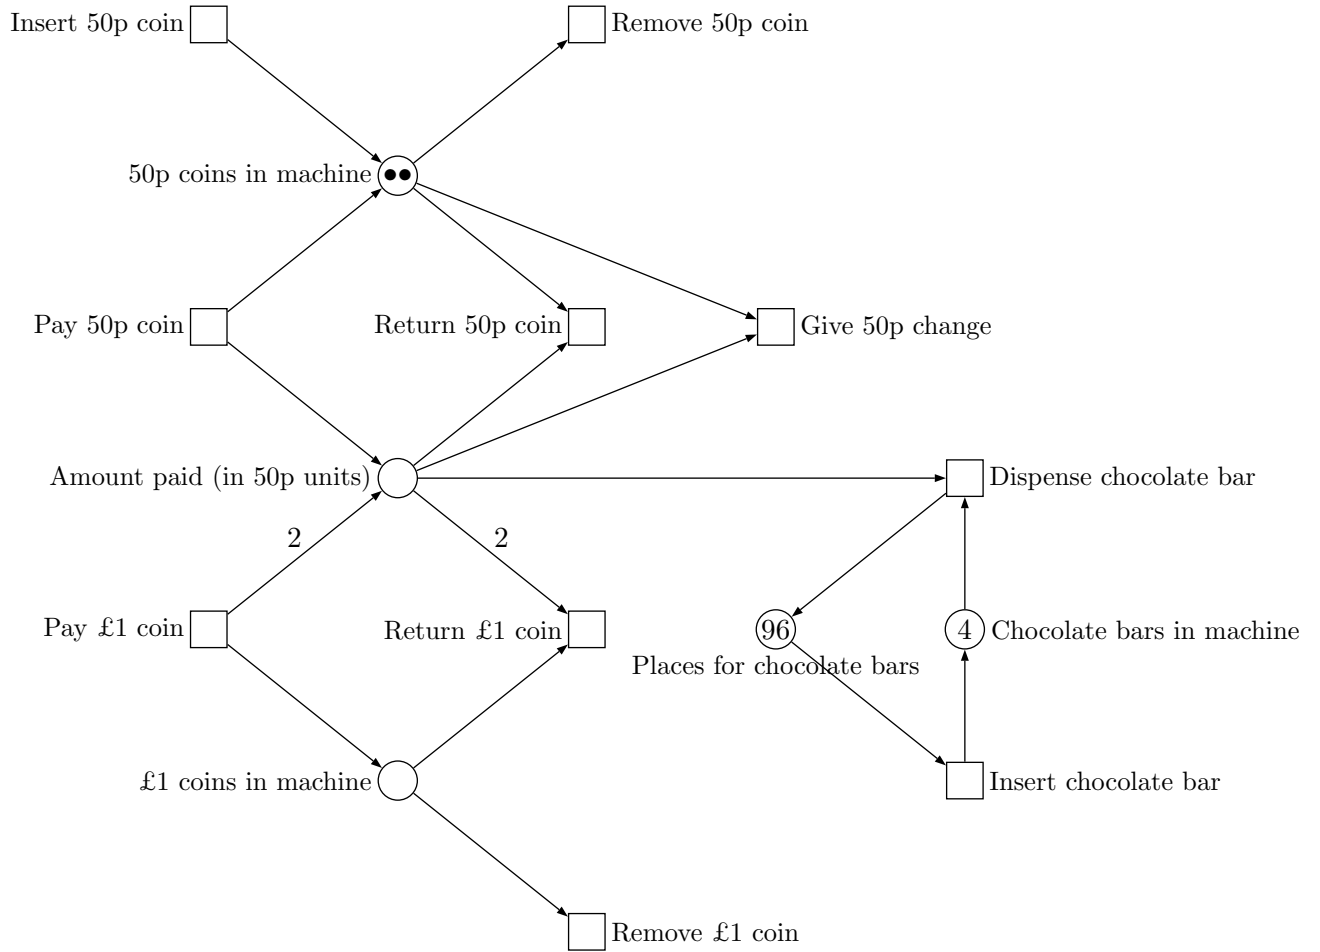 Insert 50p coin
Remove 50p coin
50p coins in machine
Pay 50p coin
Return 50p coin
Give 50p change
Amount paid (in 50p units)
Dispense chocolate bar
2
2
Pay £1 coin
Return £1 coin
96
4
Chocolate bars in machine
Places for chocolate bars
£1 coins in machine
Insert chocolate bar
Remove £1 coin